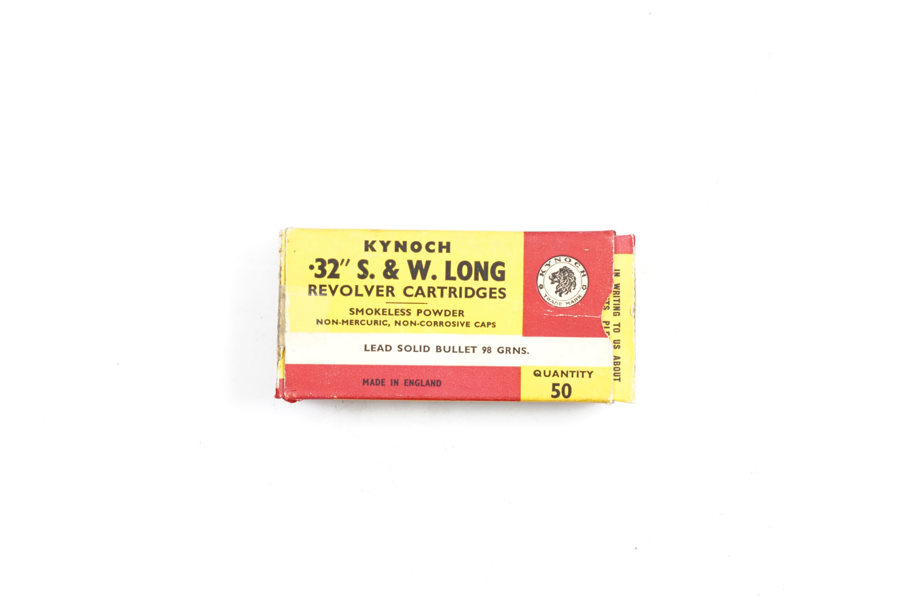 KYNOCH
·32" S. & W. LONG
REVOLVER CARTRIDGES
SMOKELESS POWDER
NON-MERCURIC, NON-CORROSIVE CAPS
LEAD SOLID BULLET 98 GRNS.
MADE IN ENGLAND
KYNOCH
TRADE MARK
QUANTITY
50
IN WRITING TO US ABOUT